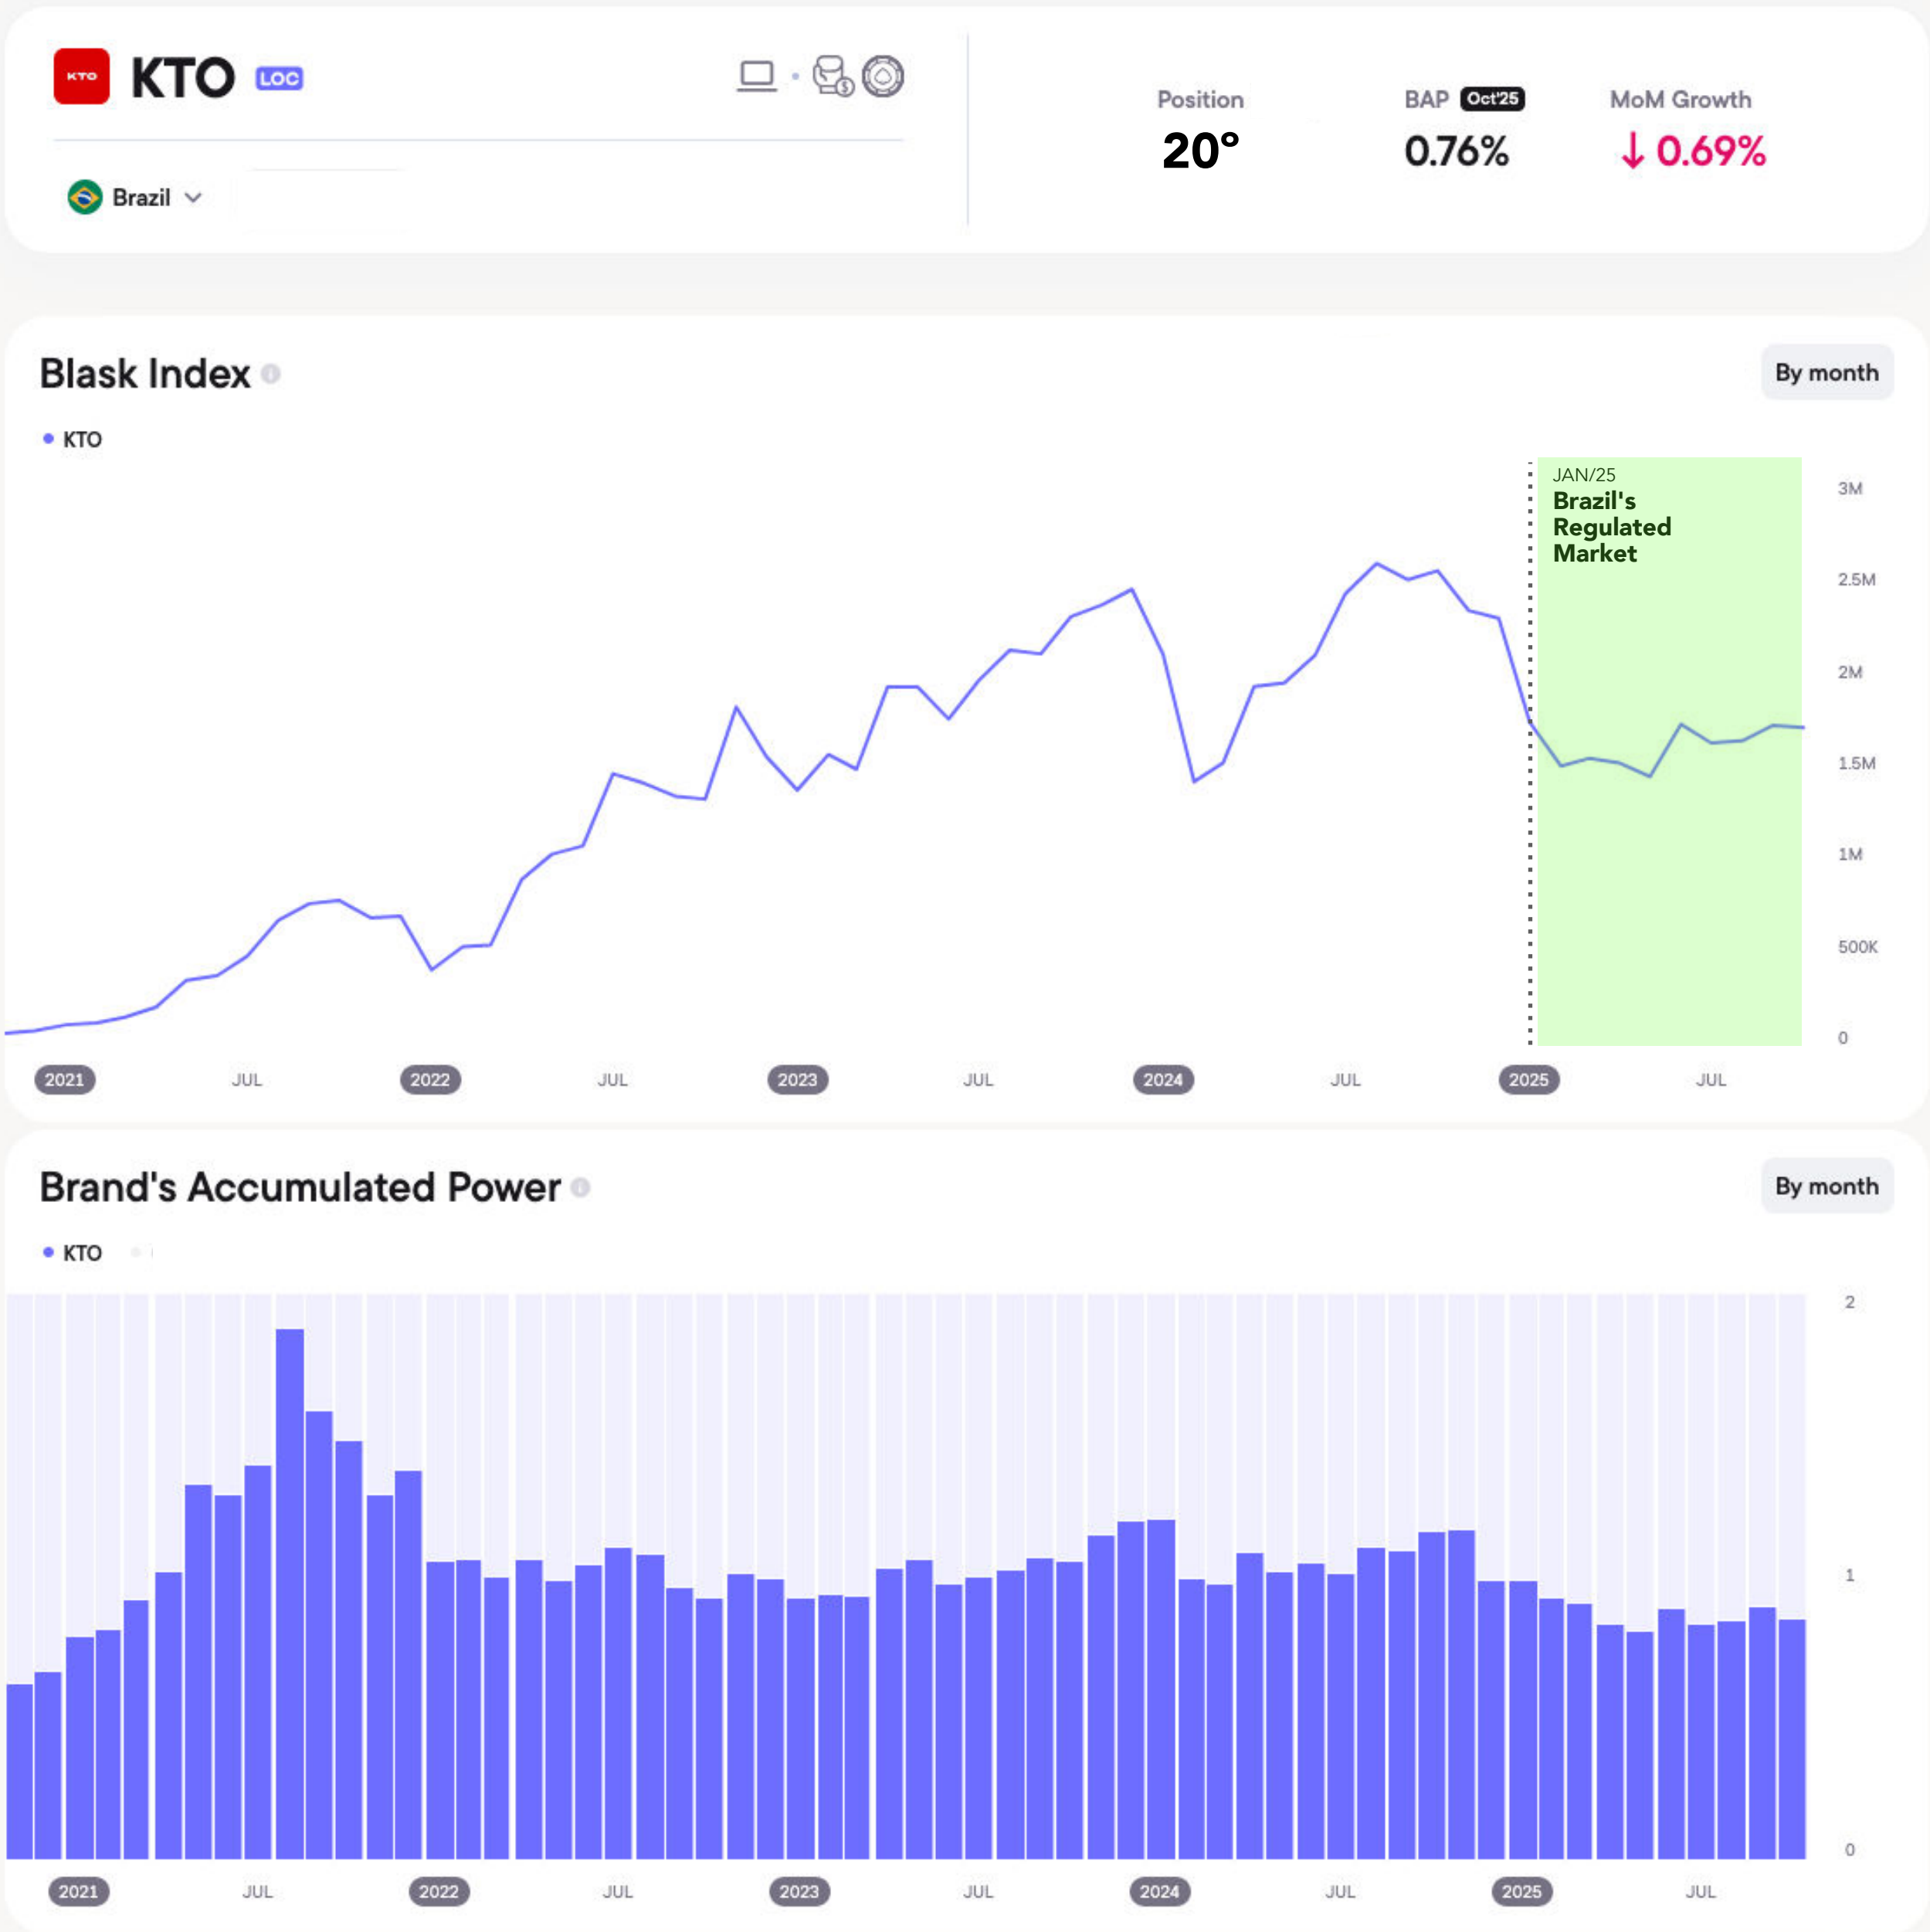 KTO
KTO LOC
Position
20º
BAP Oct'25
0.76%
MoM Growth
↓ 0.69%
Brazil
Blask Index
By month
KTO
JAN/25
Brazil's
Regulated
Market
3M
2.5M
2M
1.5M
1M
500K
0
2021 JUL 2022 JUL 2023 JUL 2024 JUL 2025 JUL
Brand's Accumulated Power
By month
KTO
2
1
0
2021 JUL 2022 JUL 2023 JUL 2024 JUL 2025 JUL